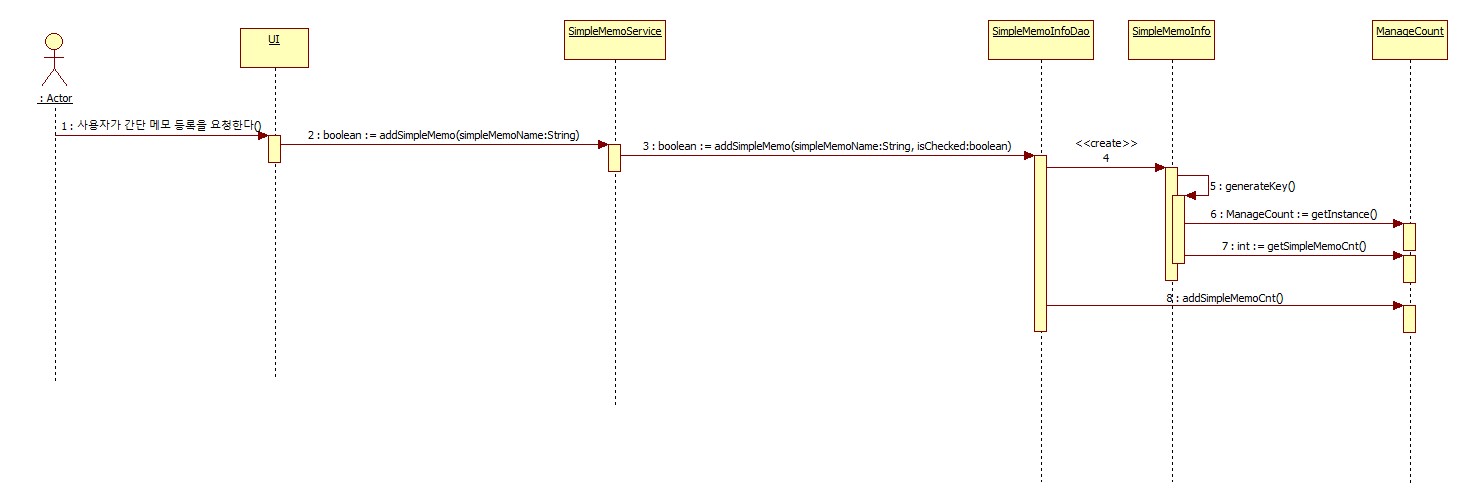 UI
SimpleMemoService
SimpleMemoInfoDao
SimpleMemoInfo
ManageCount
: Actor
1 : 사용자가 간단 메모 등록을 요청한다()
2 : boolean := addSimpleMemo(simpleMemoName:String)
3 : boolean := addSimpleMemo(simpleMemoName:String, isChecked:boolean)
<<create>>
4
5 : generateKey()
6 : ManageCount := getInstance()
7 : int := getSimpleMemoCnt()
8 : addSimpleMemoCnt()